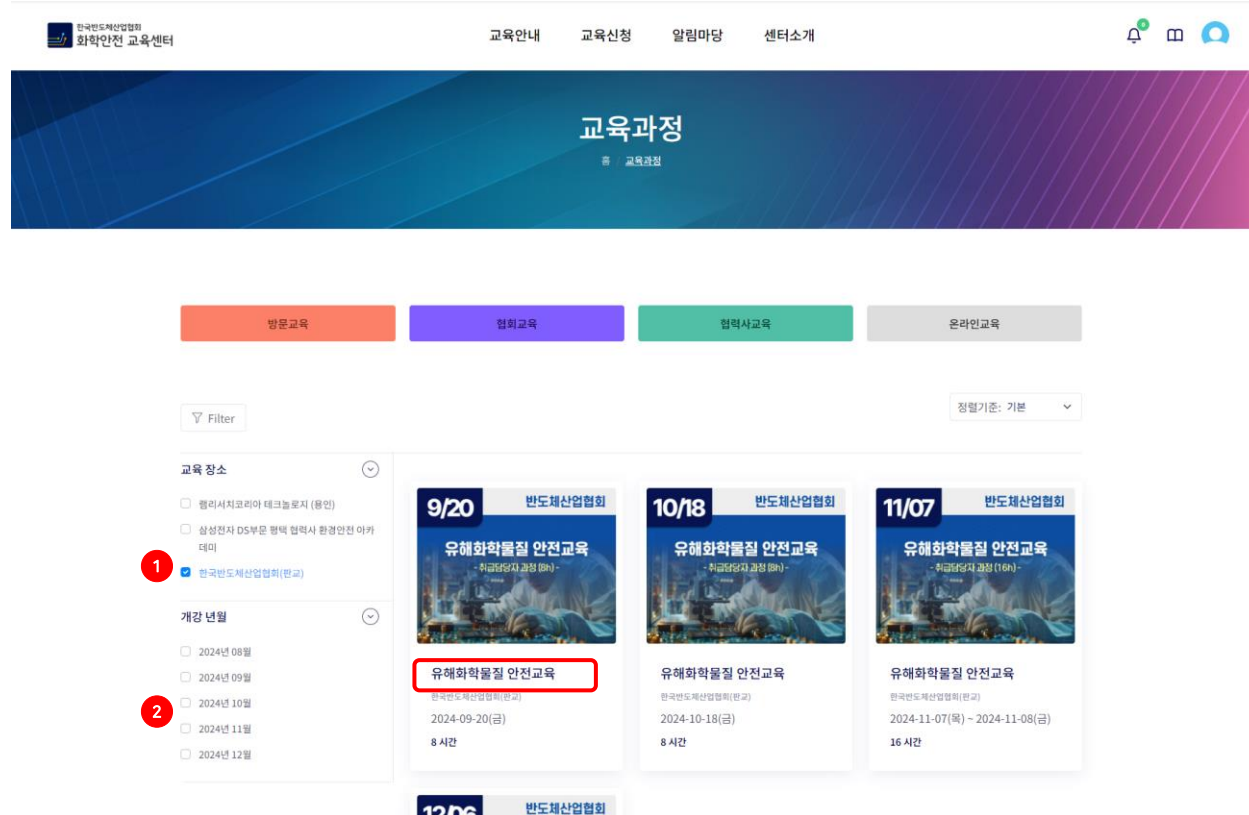 한국반도체산업협회
화학안전 교육센터
교육안내 교육신청 알림마당 센터소개
0
교육과정
홈 / 교육과정
방문교육 협회교육 협력사교육 온라인교육
Filter
정렬기준: 기본
교육 장소
램리서치코리아 테크놀로지 (용인)
삼성전자 DS부문 평택 협력사 환경안전 아카
데미
1
한국반도체산업협회(판교)
개강 년월
2024년 08월
2024년 09월
2
2024년 10월
2024년 11월
2024년 12월
9/20 반도체산업협회
유해화학물질 안전교육
- 취급담당자 과정 (8h) -
유해화학물질 안전교육
한국반도체산업협회(판교)
2024-09-20(금)
8 시간
10/18 반도체산업협회
유해화학물질 안전교육
- 취급담당자 과정 (8h) -
유해화학물질 안전교육
한국반도체산업협회(판교)
2024-10-18(금)
8 시간
11/07 반도체산업협회
유해화학물질 안전교육
- 취급담당자 과정 (16h) -
유해화학물질 안전교육
한국반도체산업협회(판교)
2024-11-07(목) ~ 2024-11-08(금)
16 시간
12/06 반도체산업협회